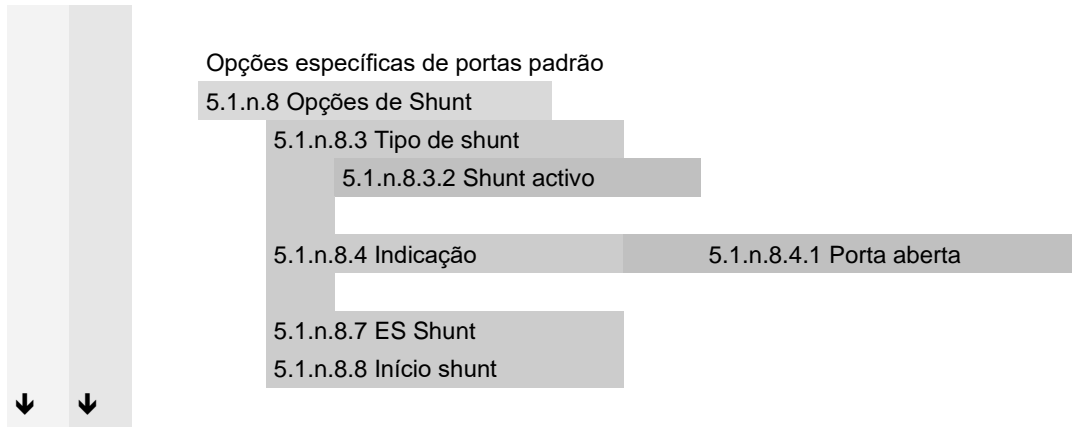 Opções específicas de portas padrão
5.1.n.8 Opções de Shunt
5.1.n.8.3 Tipo de shunt
5.1.n.8.3.2 Shunt activo
5.1.n.8.4 Indicação 5.1.n.8.4.1 Porta aberta
5.1.n.8.7 ES Shunt
5.1.n.8.8 Início shunt